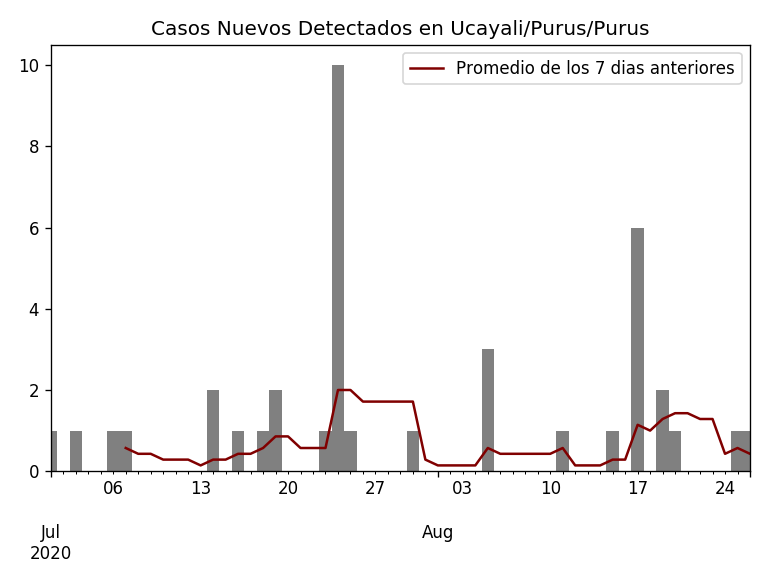 Casos Nuevos Detectados en Ucayali/Purus/Purus
Promedio de los 7 dias anteriores
10
8
6
4
2
0
06 13 20 27 03 10 17 24
Jul Aug
2020